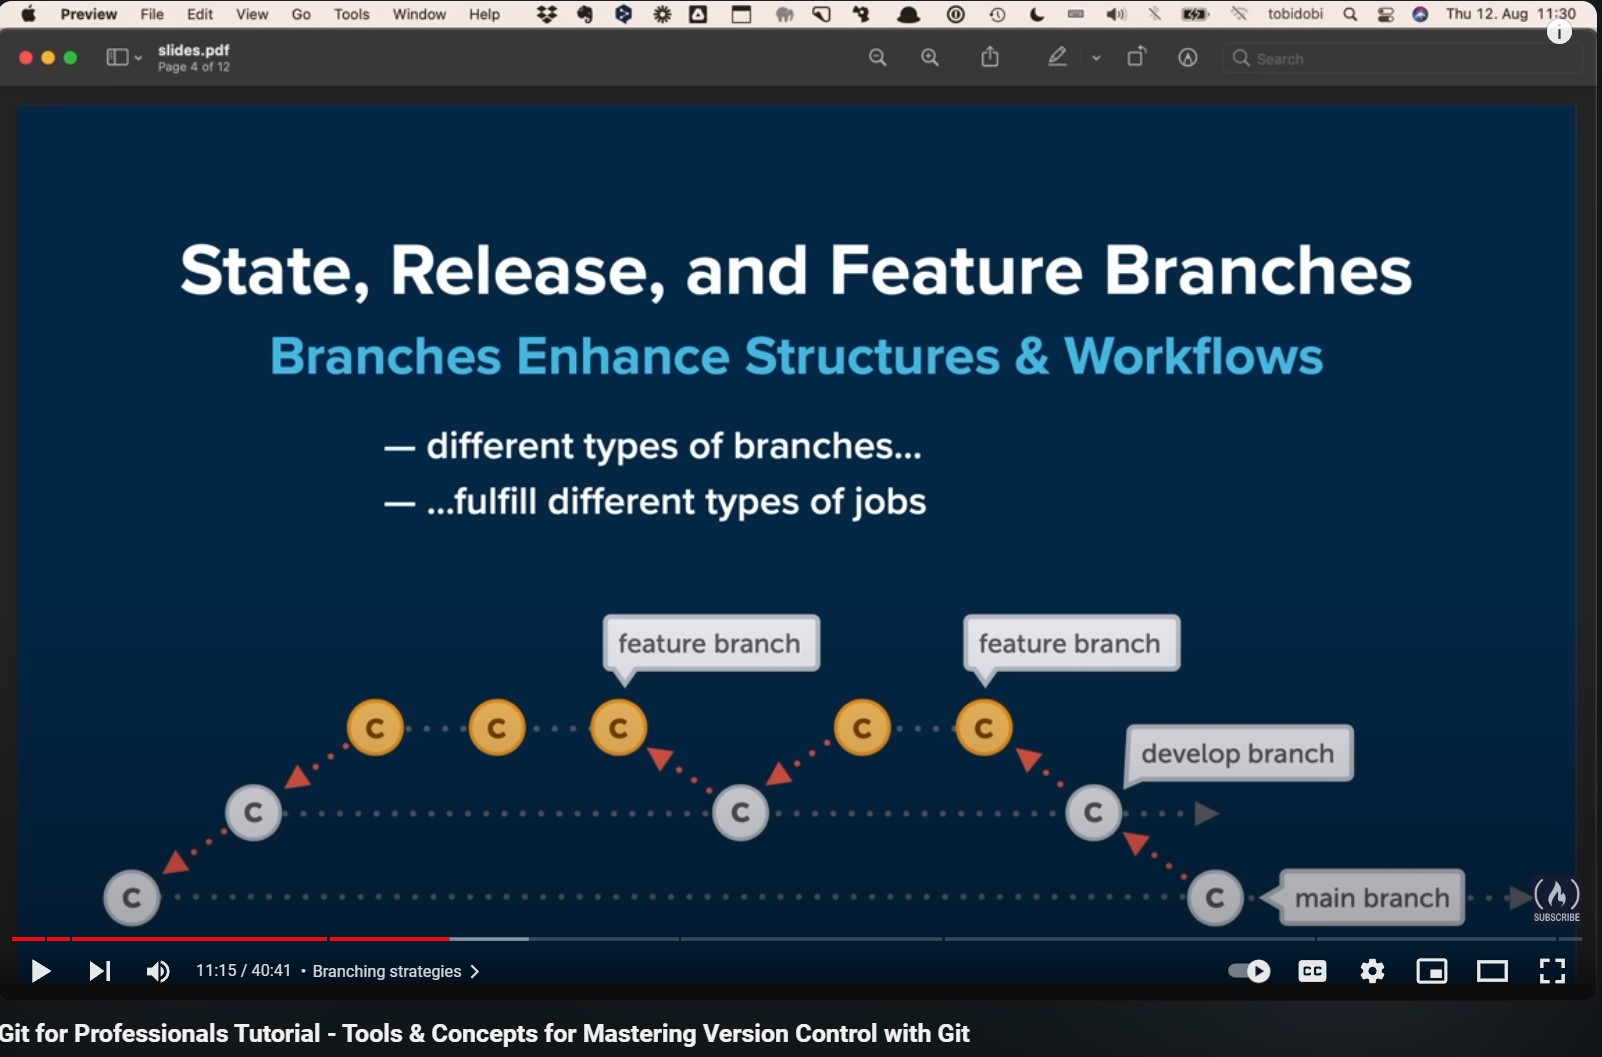 Preview File Edit View Go Tools Window Help tobidobi Thu 12. Aug 11:30
slides.pdf
Page 4 of 12
Search
State, Release, and Feature Branches
Branches Enhance Structures & Workflows
— different types of branches...
— ...fulfill different types of jobs
feature branch feature branch
C C C C C
develop branch
C C C
C C main branch
SUBSCRIBE
11:15 / 40:41 • Branching strategies
CC
Git for Professionals Tutorial - Tools & Concepts for Mastering Version Control with Git